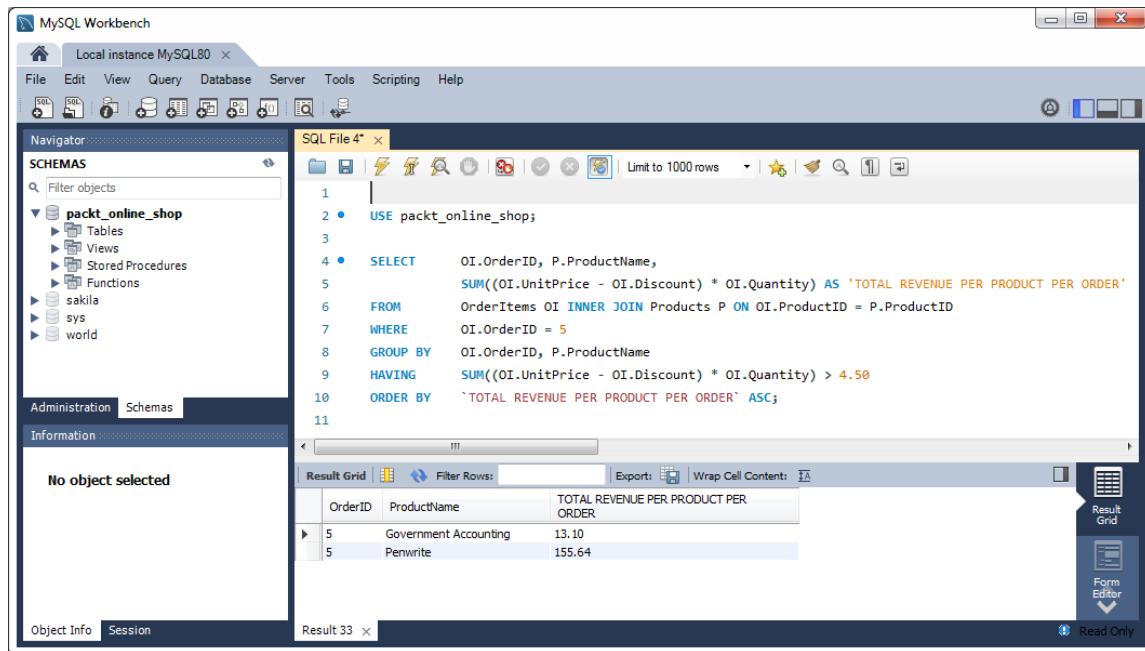 MySQL Workbench
Local instance MySQL80
File Edit View Query Database Server Tools Scripting Help
Navigator
SCHEMAS
Filter objects
packt_online_shop
Tables
Views
Stored Procedures
Functions
sakila
sys
world
Administration Schemas
Information
No object selected
Object Info Session
SQL File 4*
Limit to 1000 rows
1
2 USE packt_online_shop;
3
4 SELECT OI.OrderID, P.ProductName,
5 SUM((OI.UnitPrice - OI.Discount) * OI.Quantity) AS 'TOTAL REVENUE PER PRODUCT PER ORDER'
6 FROM OrderItems OI INNER JOIN Products P ON OI.ProductID = P.ProductID
7 WHERE OI.OrderID = 5
8 GROUP BY OI.OrderID, P.ProductName
9 HAVING SUM((OI.UnitPrice - OI.Discount) * OI.Quantity) > 4.50
10 ORDER BY `TOTAL REVENUE PER PRODUCT PER ORDER` ASC;
11
Result Grid Filter Rows: Export: Wrap Cell Content:
OrderID ProductName TOTAL REVENUE PER PRODUCT PER
ORDER
5 Government Accounting 13.10
5 Penwrite 155.64
Result
Grid
Form
Editor
Result 33
Read Only